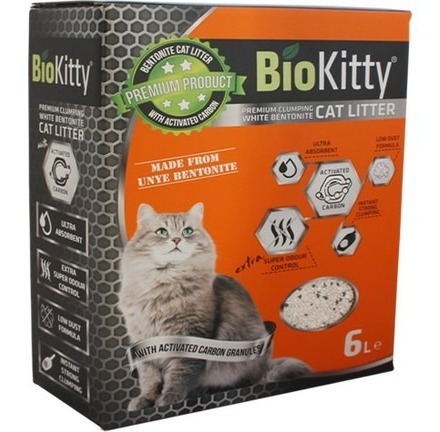 BioKitty®
PREMIUM CLUMPING
WHITE BENTONITE
CAT LITTER
with
ACTIVATED
CARBON
ULTRA
ABSORBENT
EXTRA
SUPER ODOUR
CONTROL
LOW DUST
FORMULA
INSTANT
STRONG
CLUMPING
BENTONITE CAT LITTER
PREMIUM PRODUCT
WITH ACTIVATED CARBON
BioKitty®
PREMIUM CLUMPING
WHITE BENTONITE
CAT LITTER
MADE FROM
UNYE BENTONITE
ULTRA
ABSORBENT
LOW DUST
FORMULA
ACTIVATED
CARBON
INSTANT
STRONG
CLUMPING
extra
SUPER ODOUR
CONTROL
WITH ACTIVATED CARBON GRANULES
6L℮